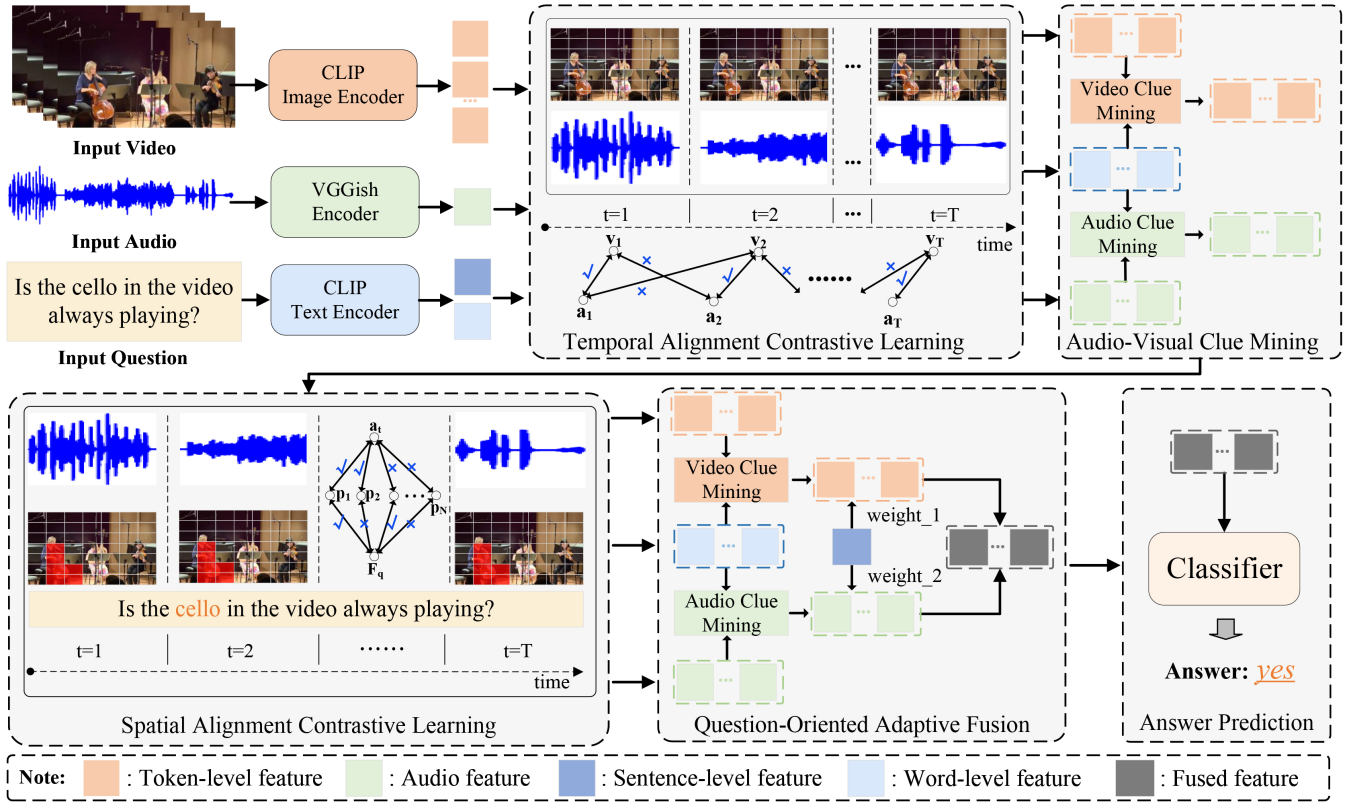 Input Video
CLIP
Image Encoder
Input Audio
VGGish
Encoder
Is the cello in the video
always playing?
Input Question
CLIP
Text Encoder
...
...
...
t=1
t=2
...
t=T
time
v1
v2
vT
√
×
×
√
×
......
×
√
a1
a2
aT
Temporal Alignment Contrastive Learning
...
Video Clue
Mining
...
...
Audio Clue
Mining
...
...
Audio-Visual Clue Mining
at
√
√
×
×
p1
p2
...
pN
√
×
√
×
Fq
Is the cello in the video always playing?
t=1
t=2
......
t=T
time
Spatial Alignment Contrastive Learning
...
Video Clue
Mining
...
weight_1
...
...
weight_2
Audio Clue
Mining
...
...
Question-Oriented Adaptive Fusion
...
Classifier
Answer: yes
Answer Prediction
Note:
: Token-level feature
: Audio feature
: Sentence-level feature
: Word-level feature
: Fused feature